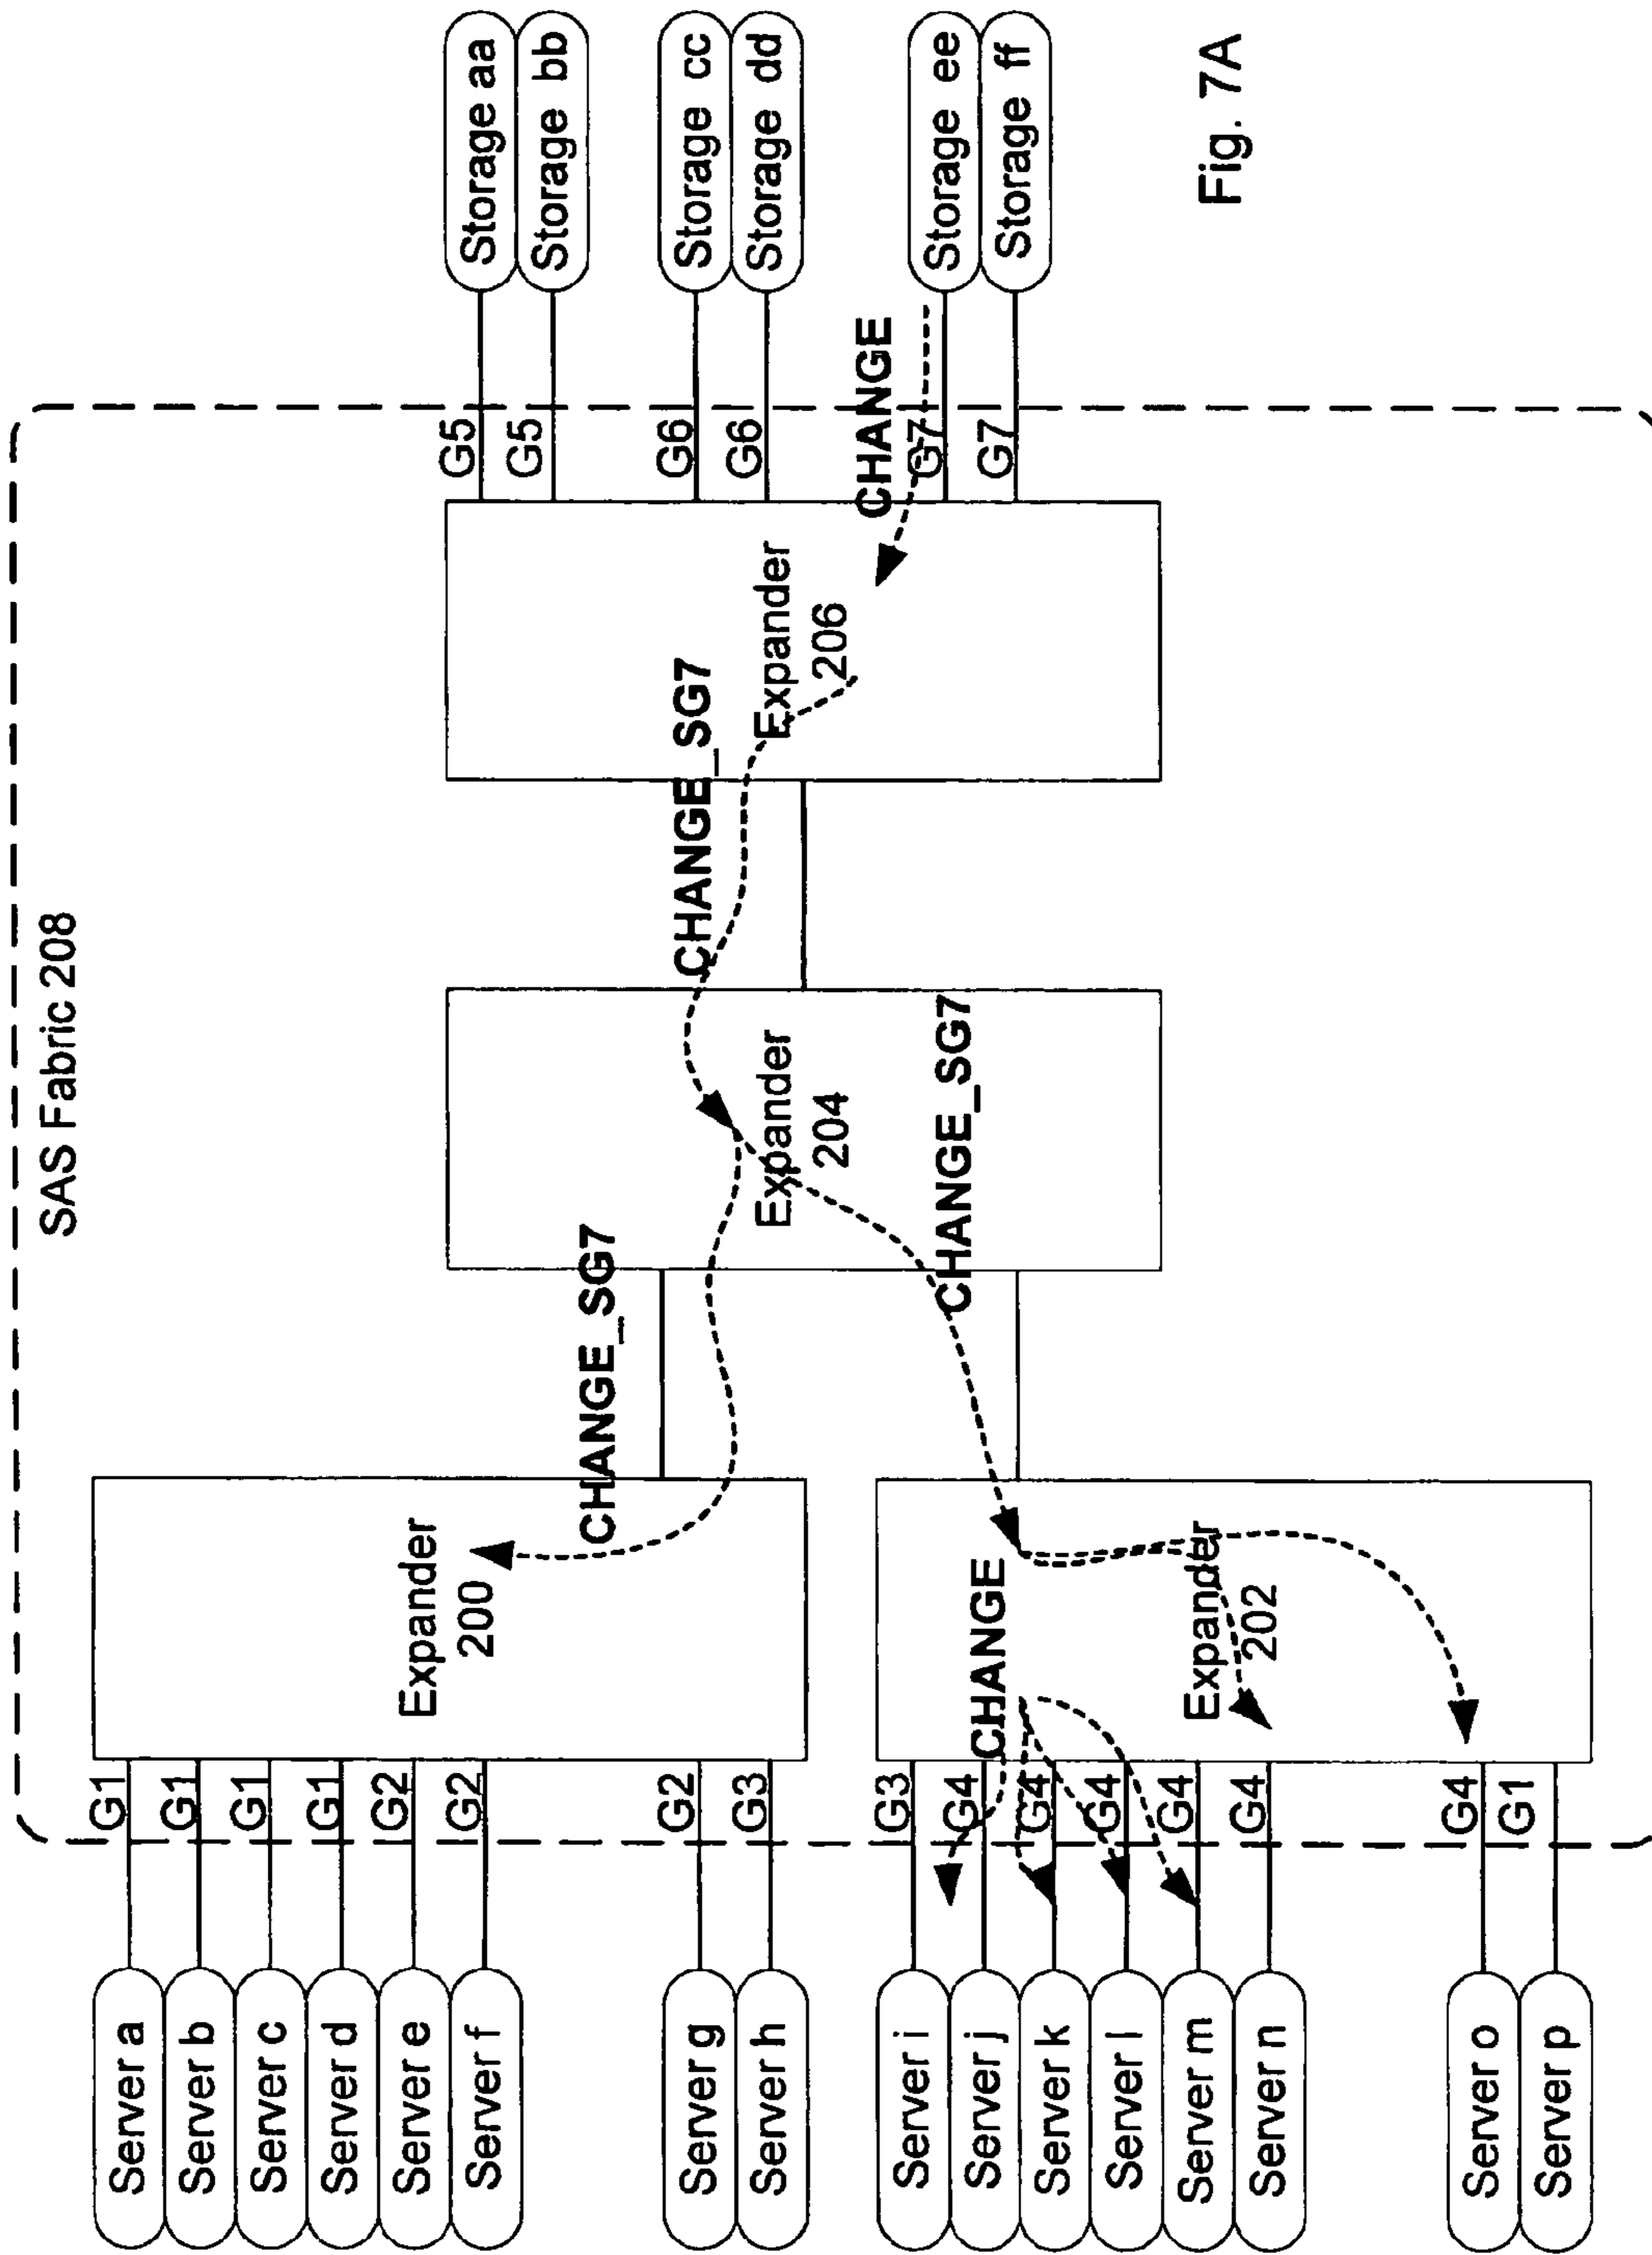 SAS Fabric 208
Server a
Server b
Server c
Server d
Server e
Server f
Server g
Server h
Server i
Server j
Server k
Server l
Server m
Server n
Server o
Server p
G1
G1
G1
G1
G2
G2
G2
G3
G3
G4
G4
G4
G4
G4
G4
G1
Expander
200
CHANGE
Expander
202
CHANGE_SG7
CHANGE_SG7
Expander
204
CHANGE_SG7
Expander
206
CHANGE
G5
G5
G6
G6
G7
G7
Storage aa
Storage bb
Storage cc
Storage dd
Storage ee
Storage ff
Fig. 7A